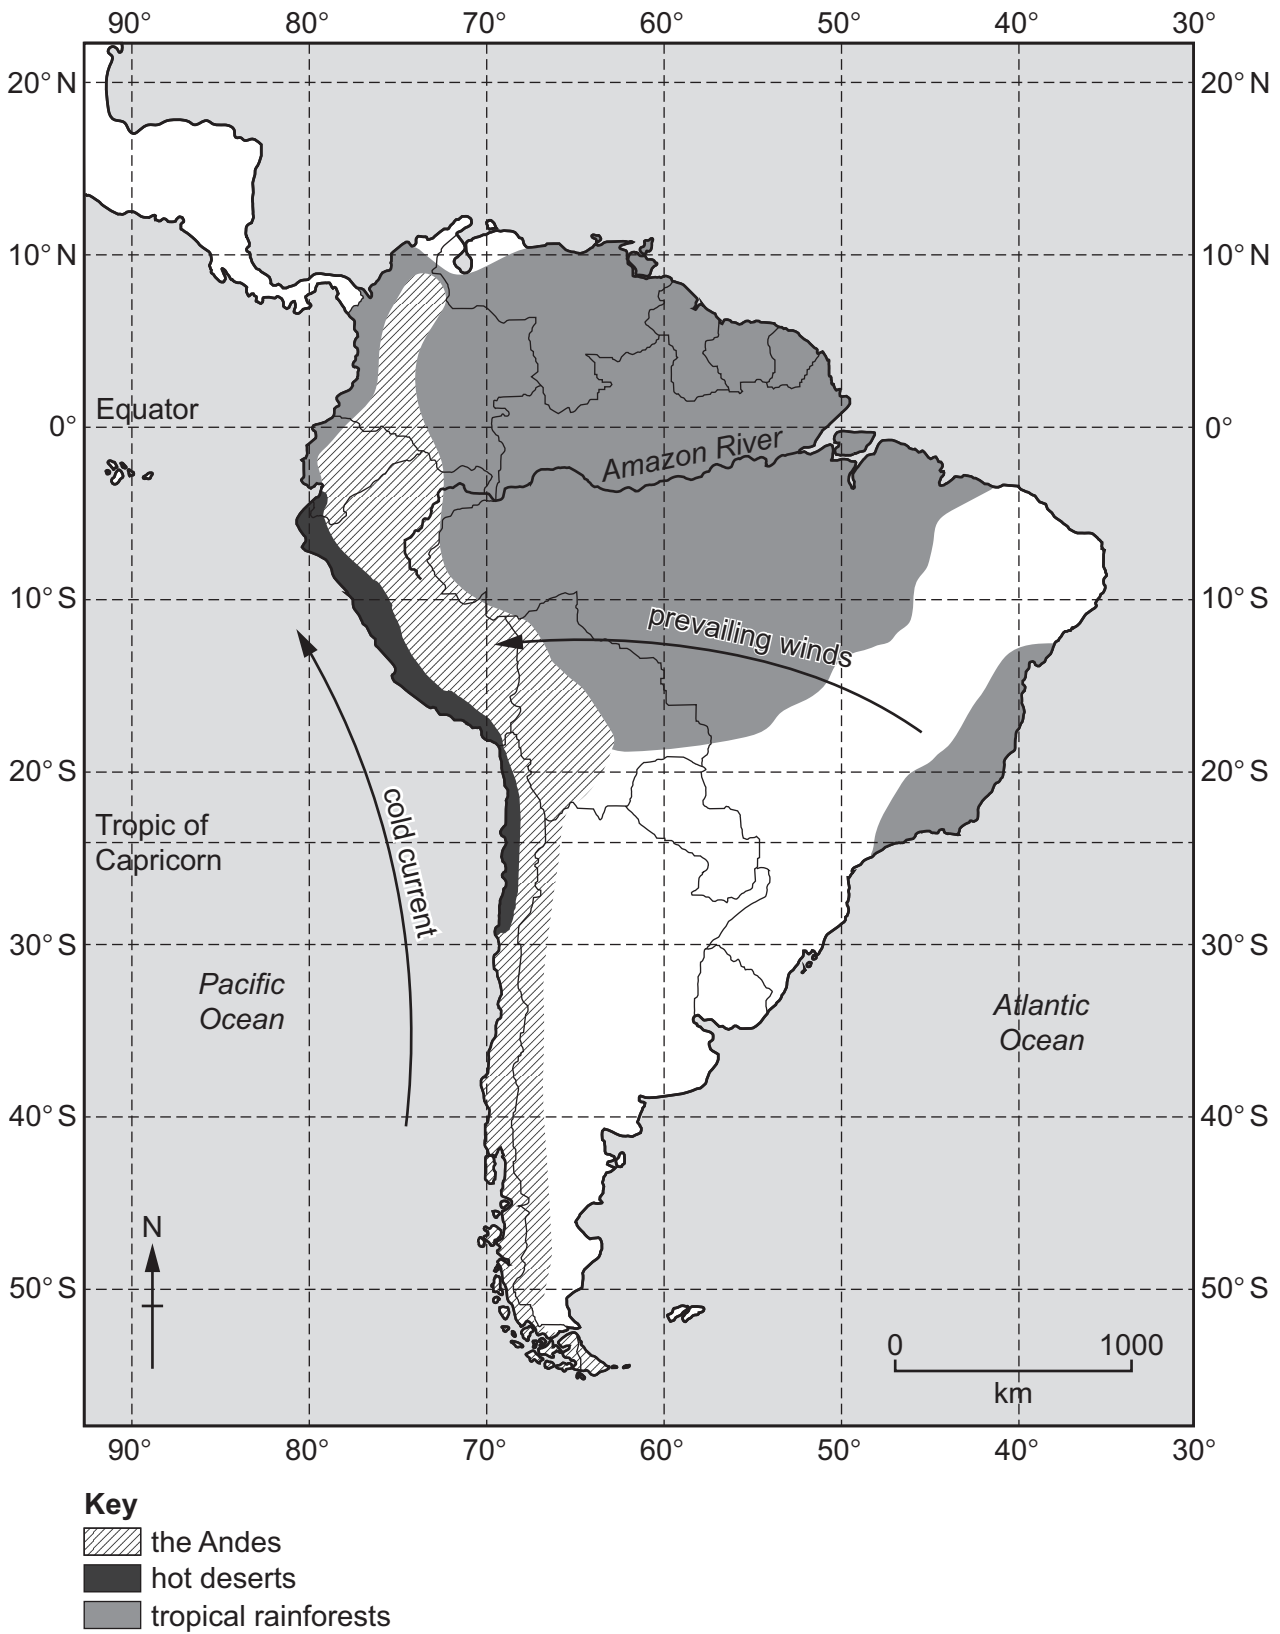 90° 80° 70° 60° 50° 40° 30°
20° N 20° N
10° N 10° N
Equator
0° 0°
Amazon River
10° S 10° S
prevailing winds
20° S 20° S
cold current
Tropic of
Capricorn
30° S 30° S
Pacific
Ocean
Atlantic
Ocean
40° S 40° S
N
50° S 50° S
0 1000
km
90° 80° 70° 60° 50° 40° 30°
Key
the Andes
hot deserts
tropical rainforests